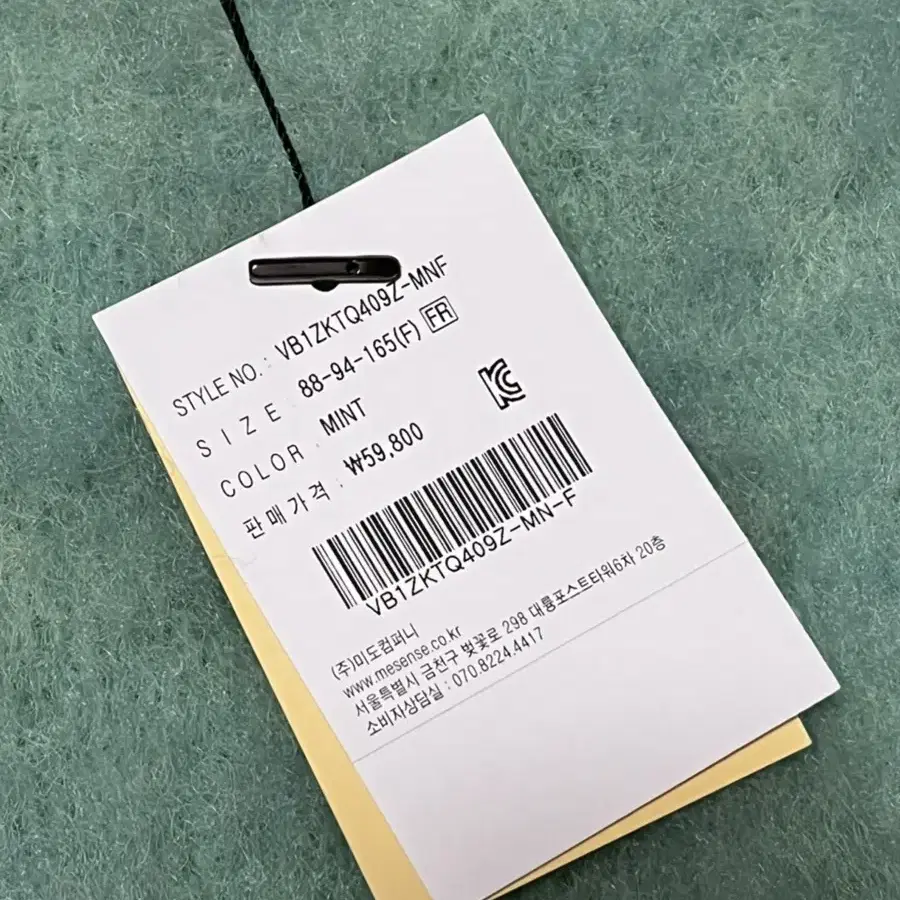 STYLE NO. : VB1ZKTQ409Z-MNF
SIZE : 88-94-165(F) FR
COLOR : MINT
판매가격 : ₩59,800
VB1ZKTQ409Z-MN-F
(주)미도컴퍼니
www.mesense.co.kr
서울특별시 금천구 벚꽃로 298 대륭포스트타워6차 20층
소비자상담실 : 070.8224.4417